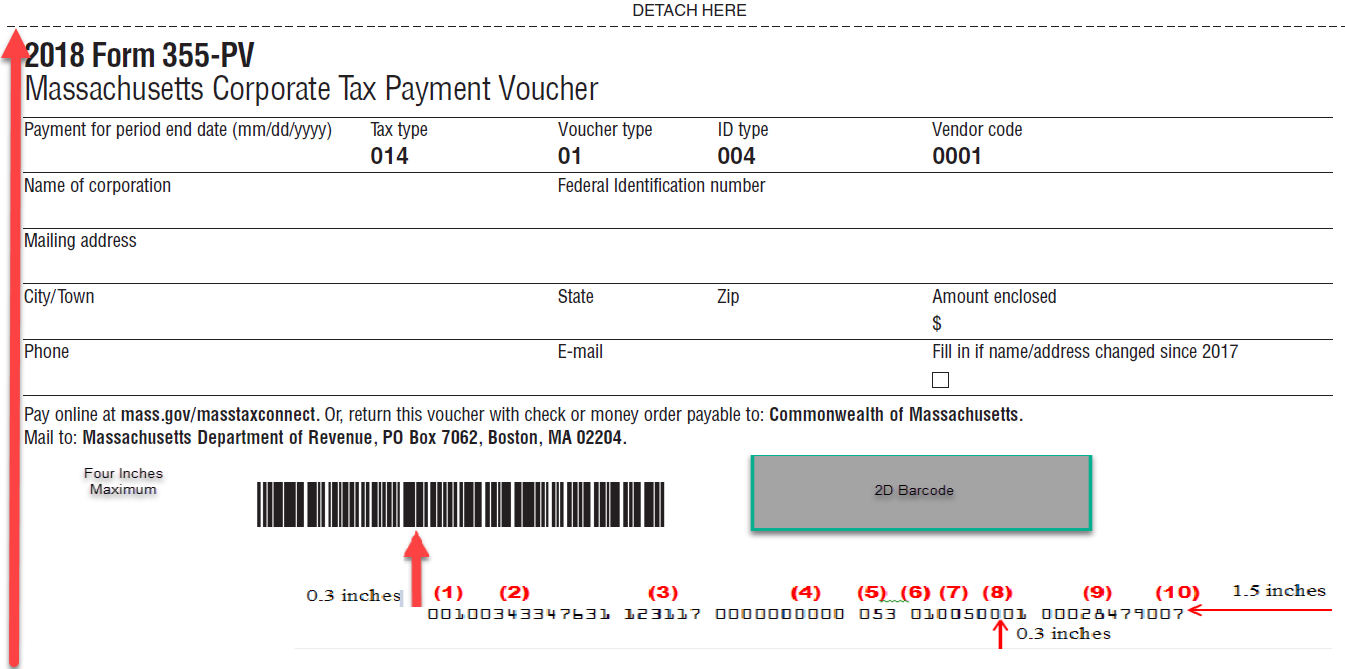 DETACH HERE
2018 Form 355-PV
Massachusetts Corporate Tax Payment Voucher
Payment for period end date (mm/dd/yyyy) Tax type Voucher type ID type Vendor code
014 01 004 0001
Name of corporation Federal Identification number
Mailing address
City/Town State Zip Amount enclosed
$
Phone E-mail Fill in if name/address changed since 2017
Pay online at mass.gov/masstaxconnect. Or, return this voucher with check or money order payable to: Commonwealth of Massachusetts.
Mail to: Massachusetts Department of Revenue, PO Box 7062, Boston, MA 02204.
Four Inches
Maximum
2D Barcode
0.3 inches (1) (2) (3) (4) (5) (6) (7) (8) (9) (10) 1.5 inches
00100343347631 123117 0000000000 053 010050001 00028479007
0.3 inches